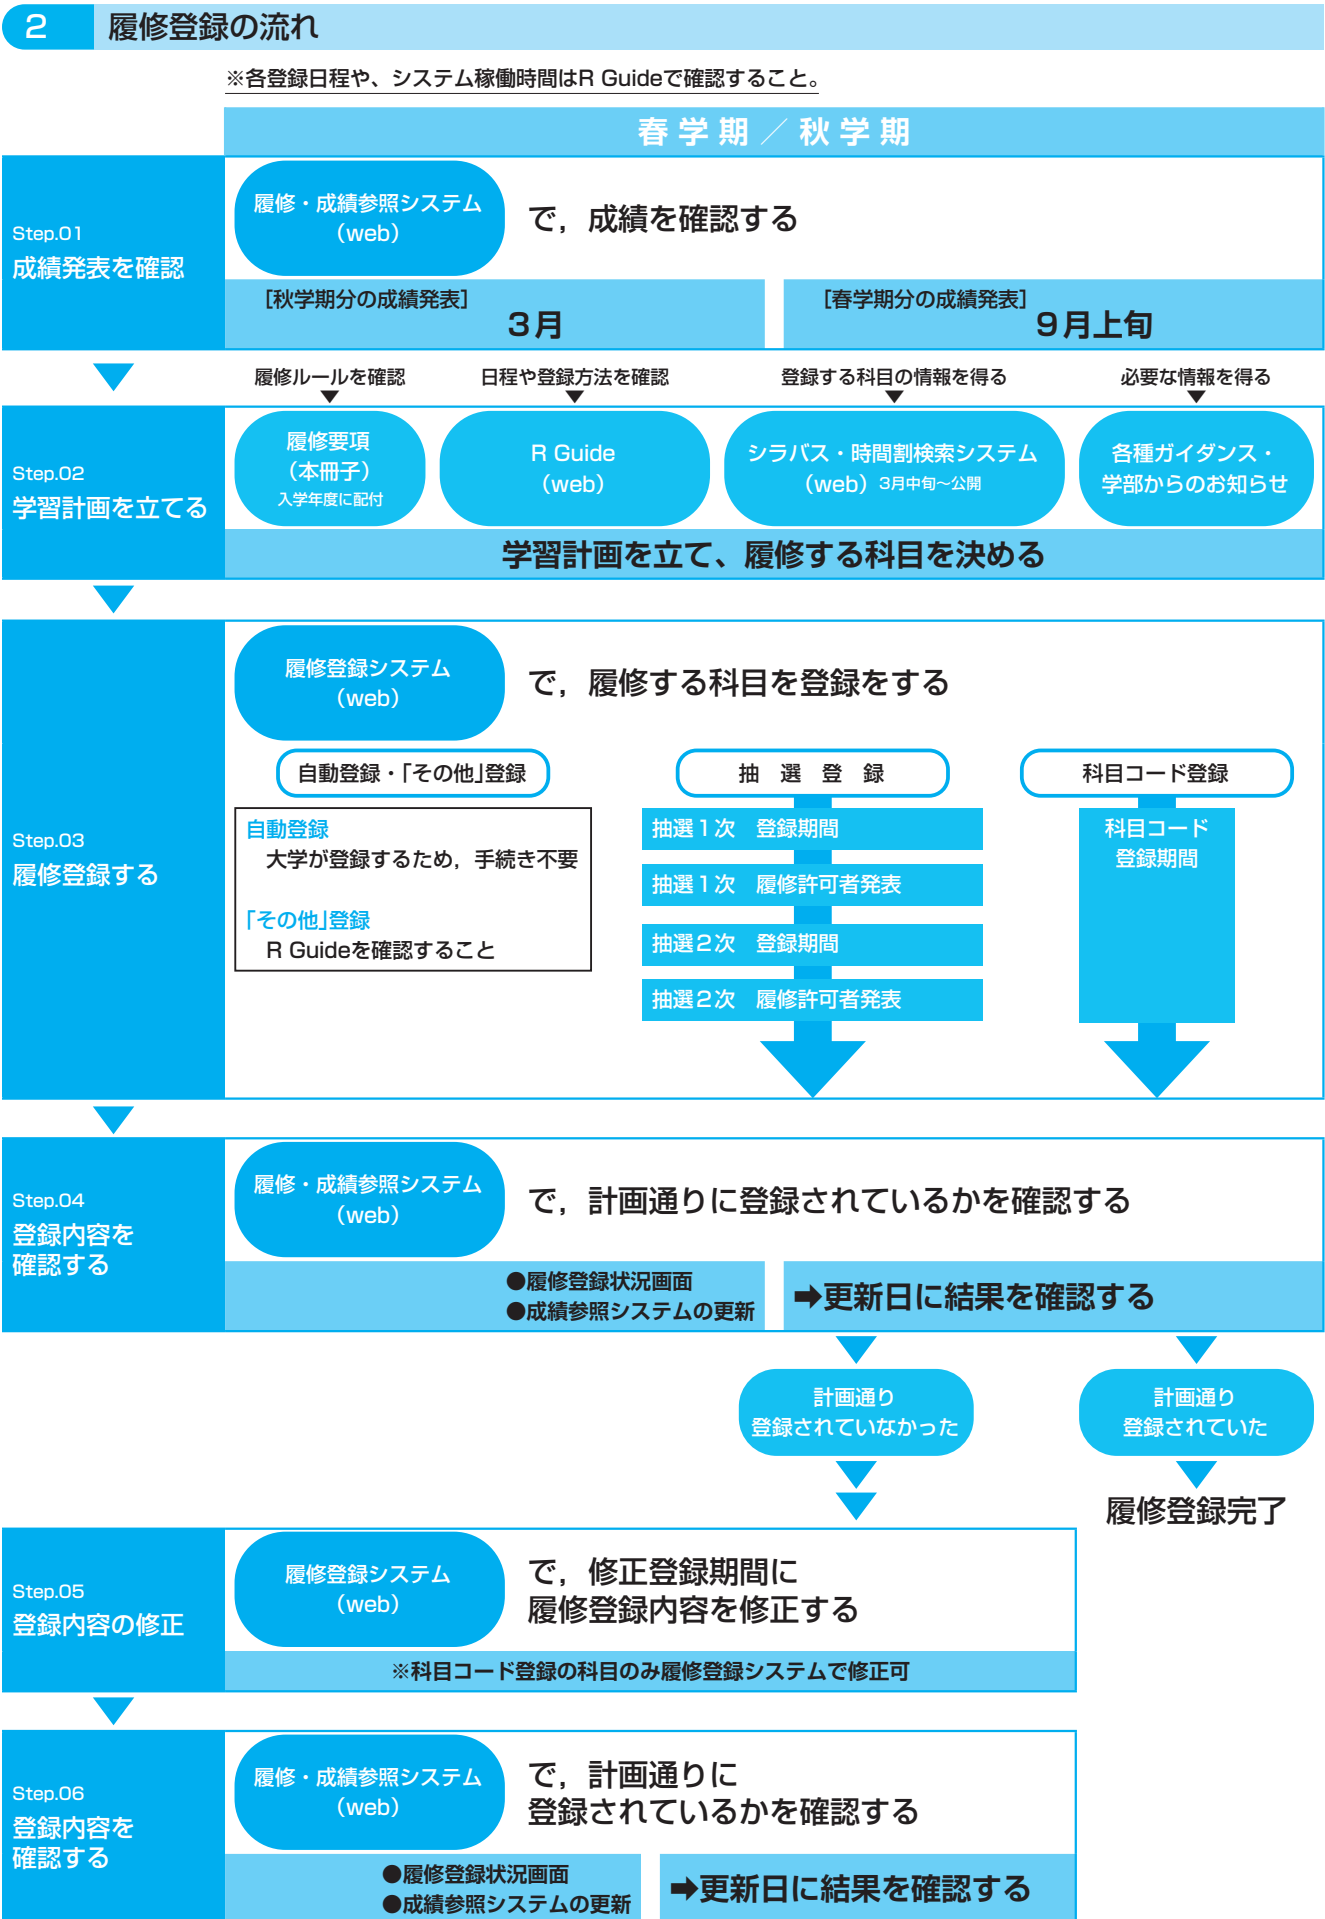 2 履修登録の流れ
※各登録日程や、システム稼働時間はR Guideで確認すること。
春学期／秋学期
Step.01
成績発表を確認
履修・成績参照システム
（web）
で，成績を確認する
［秋学期分の成績発表］
3月
［春学期分の成績発表］
9月上旬
履修ルールを確認
日程や登録方法を確認
登録する科目の情報を得る
必要な情報を得る
Step.02
学習計画を立てる
履修要項
（本冊子）
入学年度に配付
R Guide
（web）
シラバス・時間割検索システム
（web）3月中旬〜公開
各種ガイダンス・
学部からのお知らせ
学習計画を立て、履修する科目を決める
Step.03
履修登録する
履修登録システム
（web）
で，履修する科目を登録をする
自動登録・「その他」登録
自動登録
大学が登録するため，手続き不要
「その他」登録
R Guideを確認すること
抽 選 登 録
抽選1次 登録期間
抽選1次 履修許可者発表
抽選2次 登録期間
抽選2次 履修許可者発表
科目コード登録
科目コード
登録期間
Step.04
登録内容を
確認する
履修・成績参照システム
（web）
で，計画通りに登録されているかを確認する
●履修登録状況画面
●成績参照システムの更新
➡更新日に結果を確認する
計画通り
登録されていなかった
計画通り
登録されていた
履修登録完了
Step.05
登録内容の修正
履修登録システム
（web）
で，修正登録期間に
履修登録内容を修正する
※科目コード登録の科目のみ履修登録システムで修正可
Step.06
登録内容を
確認する
履修・成績参照システム
（web）
で，計画通りに
登録されているかを確認する
●履修登録状況画面
●成績参照システムの更新
➡更新日に結果を確認する